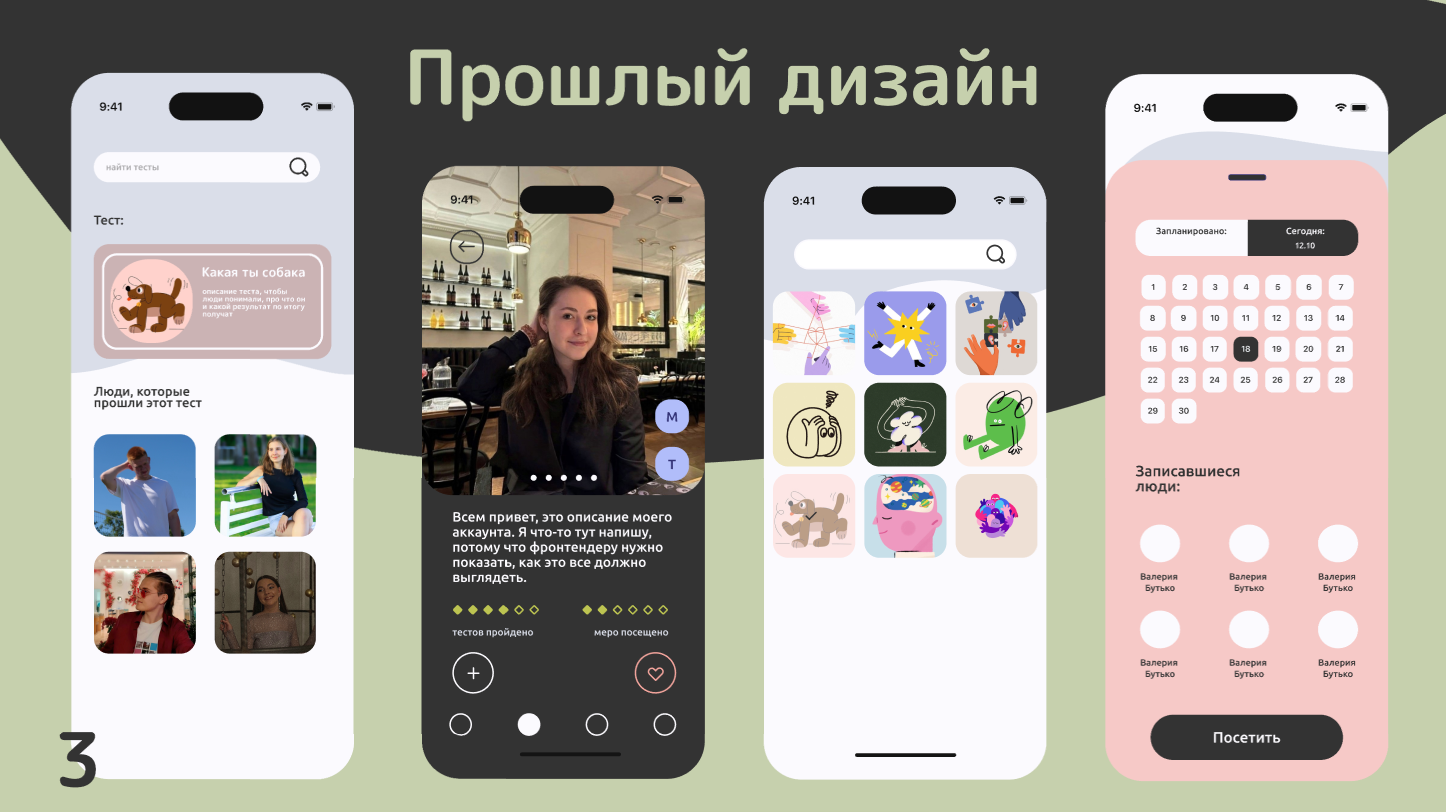 Прошлый дизайн
9:41
найти тесты
Тест:
Какая ты собака
описание теста, чтобы
люди понимали, про что он
и какой результат по итогу
получат
Люди, которые
прошли этот тест
3
9:41
М
Т
Всем привет, это описание моего
аккаунта. Я что-то тут напишу,
потому что фронтендеру нужно
показать, как это все должно
выглядеть.
тестов пройдено
меро посещено
9:41
9:41
Запланировано:
Сегодня:
12.10
1 2 3 4 5 6 7
8 9 10 11 12 13 14
15 16 17 18 19 20 21
22 23 24 25 26 27 28
29 30
Записавшиеся
люди:
Валерия Валерия Валерия
Бутько Бутько Бутько
Валерия Валерия Валерия
Бутько Бутько Бутько
Посетить